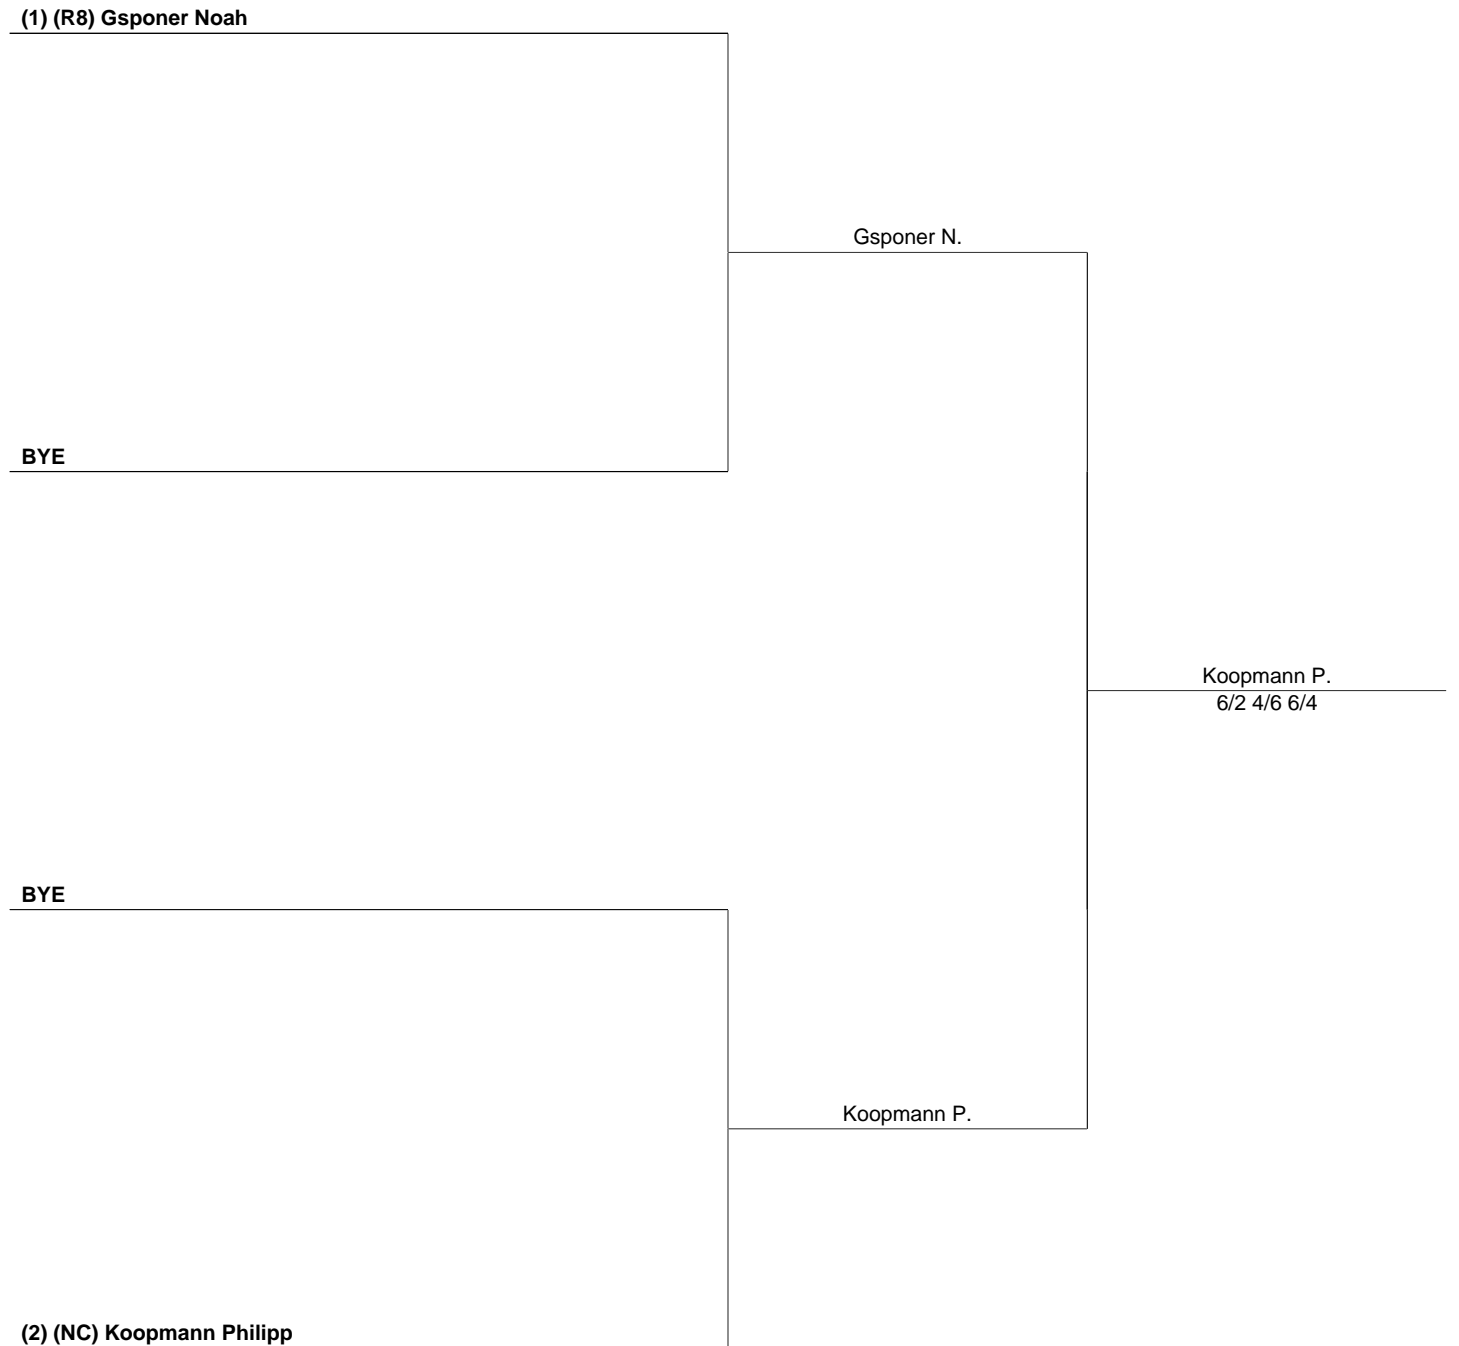 (1) (R8) Gsponer Noah
Gsponer N.
BYE
Koopmann P.
6/2 4/6 6/4
BYE
Koopmann P.
(2) (NC) Koopmann Philipp